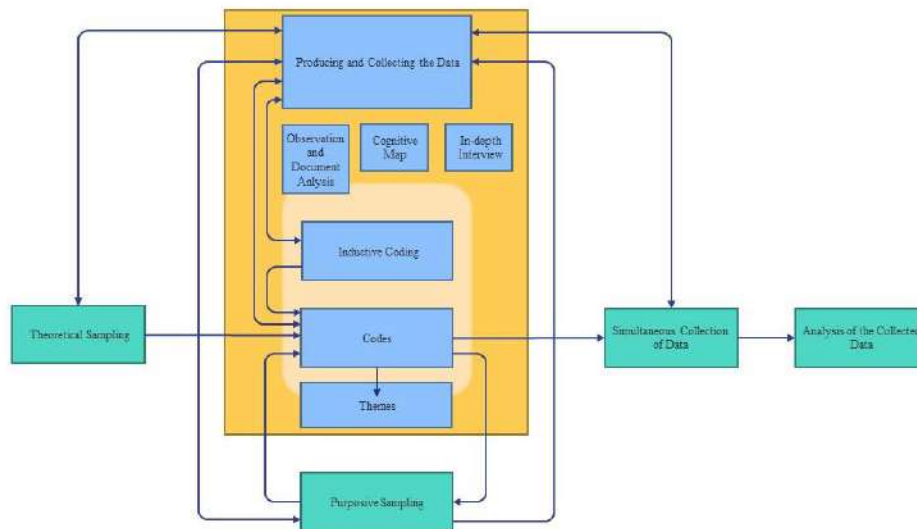 Producing and Collecting the Data
Observation
and
Document
Anlysis
Cognitive
Map
In-depth
Interview
Inductive Coding
Theoretical Sampling
Codes
Simultaneous Collection
of Data
Analysis of the Collected
Data
Themes
Purposive Sampling